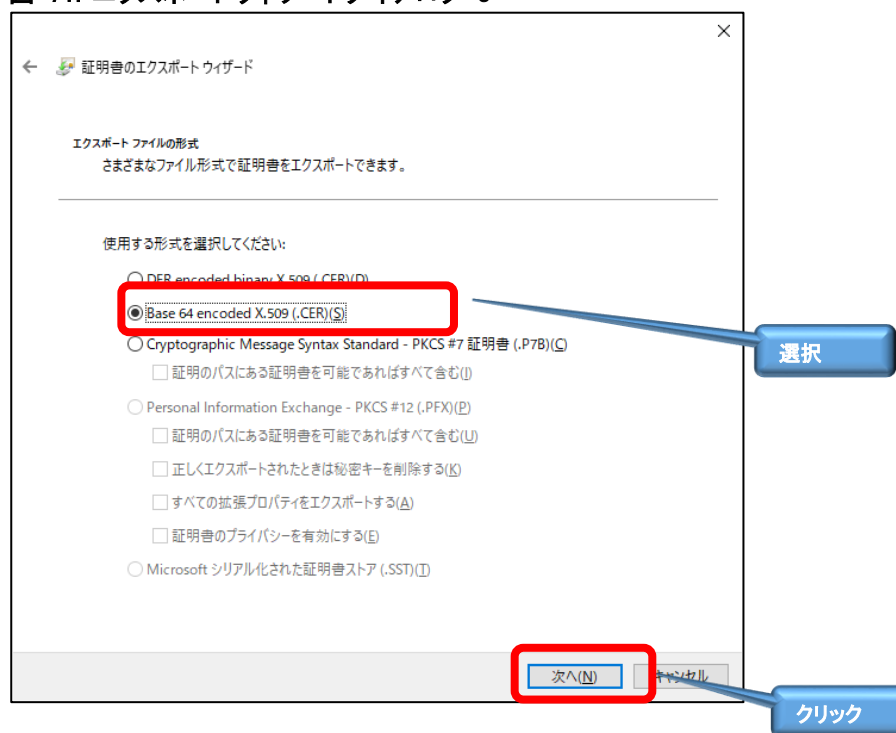 証明書のエクスポート ウィザード
エクスポート ファイルの形式
さまざまなファイル形式で証明書をエクスポートできます。
使用する形式を選択してください:
DER encoded binary X.509 (.CER)(D)
Base 64 encoded X.509 (.CER)(S)
選択
Cryptographic Message Syntax Standard - PKCS #7 証明書 (.P7B)(C)
証明のパスにある証明書を可能であればすべて含む(I)
Personal Information Exchange - PKCS #12 (.PFX)(P)
証明のパスにある証明書を可能であればすべて含む(U)
正しくエクスポートされたときは秘密キーを削除する(K)
すべての拡張プロパティをエクスポートする(A)
証明書のプライバシーを有効にする(E)
Microsoft シリアル化された証明書ストア (.SST)(T)
次へ(N)
キャンセル
クリック